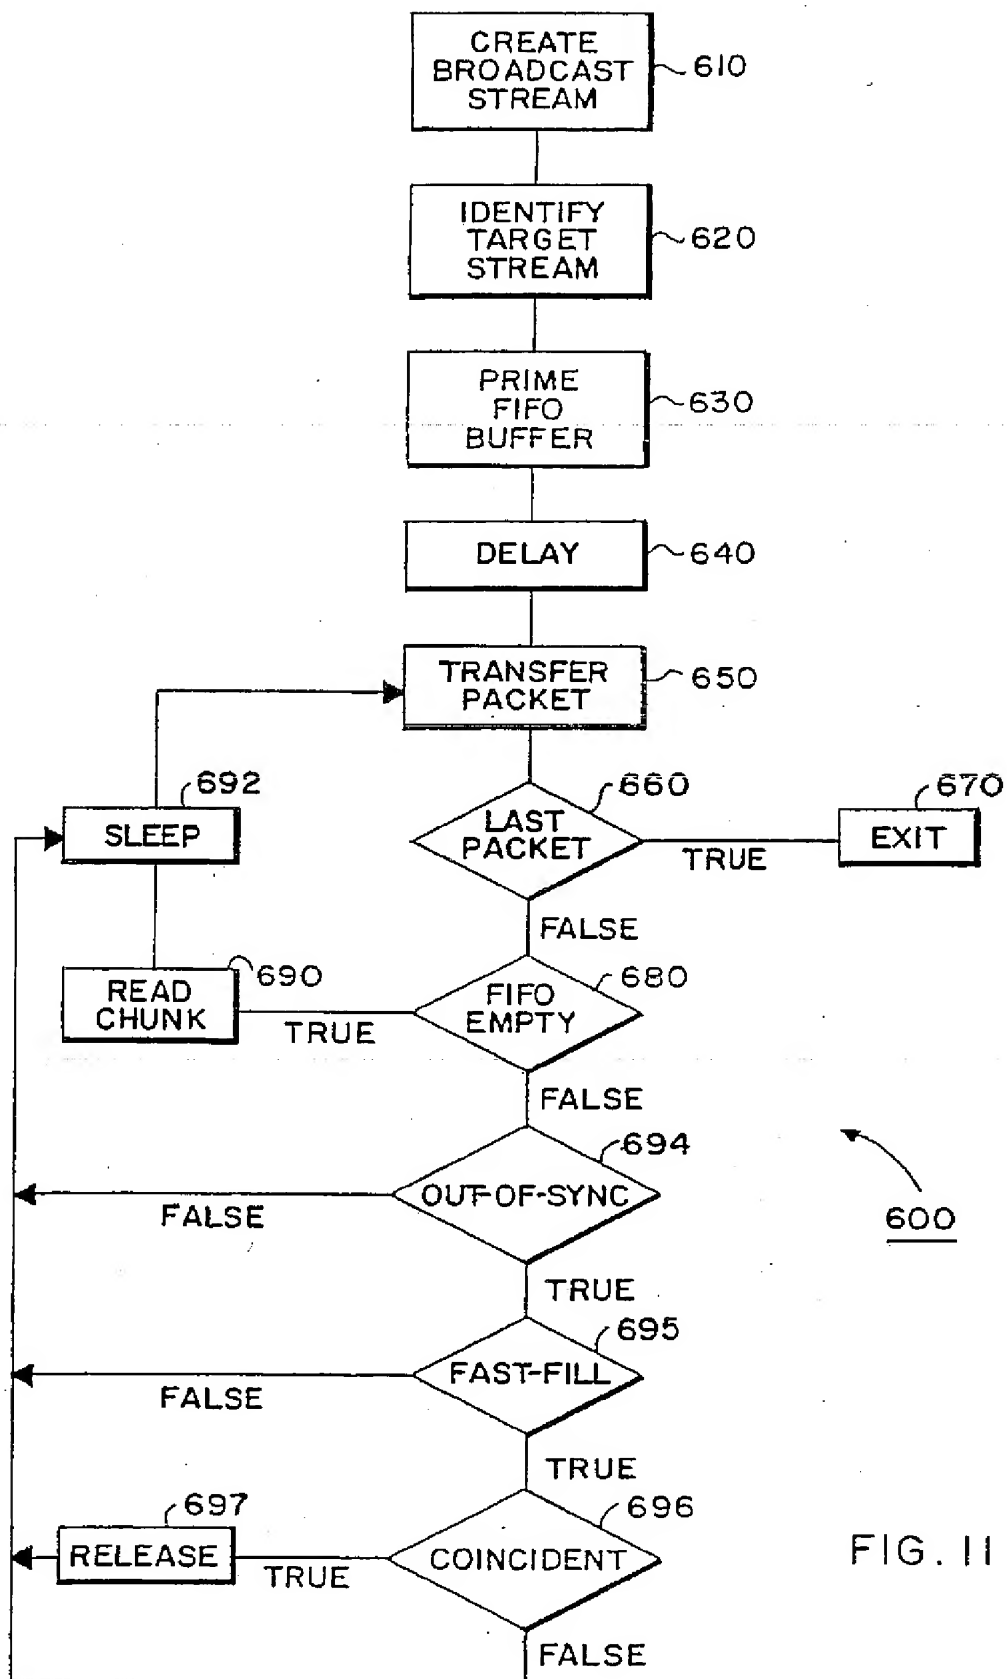 CREATE
BROADCAST
STREAM
610
IDENTIFY
TARGET
STREAM
620
PRIME
FIFO
BUFFER
630
DELAY
640
TRANSFER
PACKET
650
692
SLEEP
660
LAST
PACKET
TRUE
670
EXIT
FALSE
690
READ
CHUNK
TRUE
680
FIFO
EMPTY
FALSE
694
OUT-OF-SYNC
FALSE
600
TRUE
695
FAST-FILL
FALSE
TRUE
697
RELEASE
TRUE
696
COINCIDENT
FIG. 11
FALSE